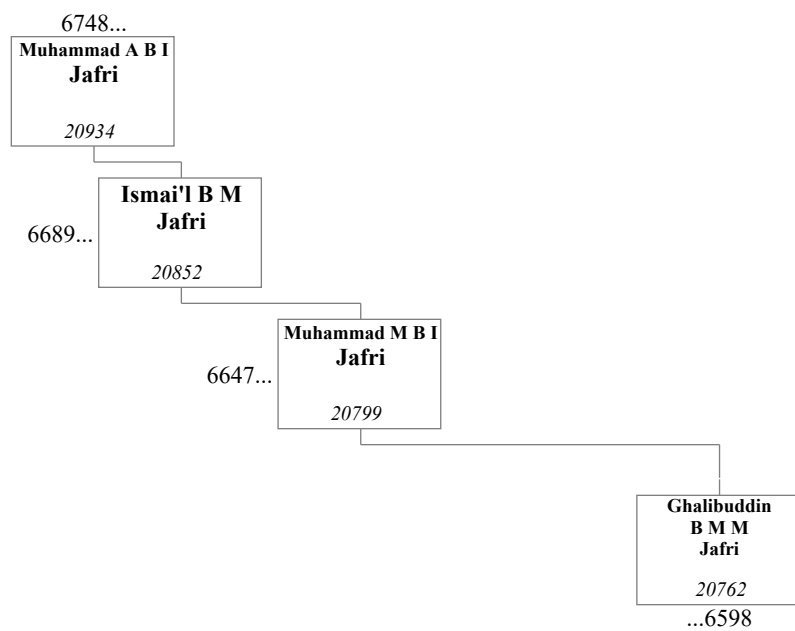 6748...
Muhammad A B I
Jafri
20934
Ismai'l B M
Jafri
6689...
20852
Muhammad M B I
Jafri
6647...
20799
Ghalibuddin
B M M
Jafri
20762
...6598